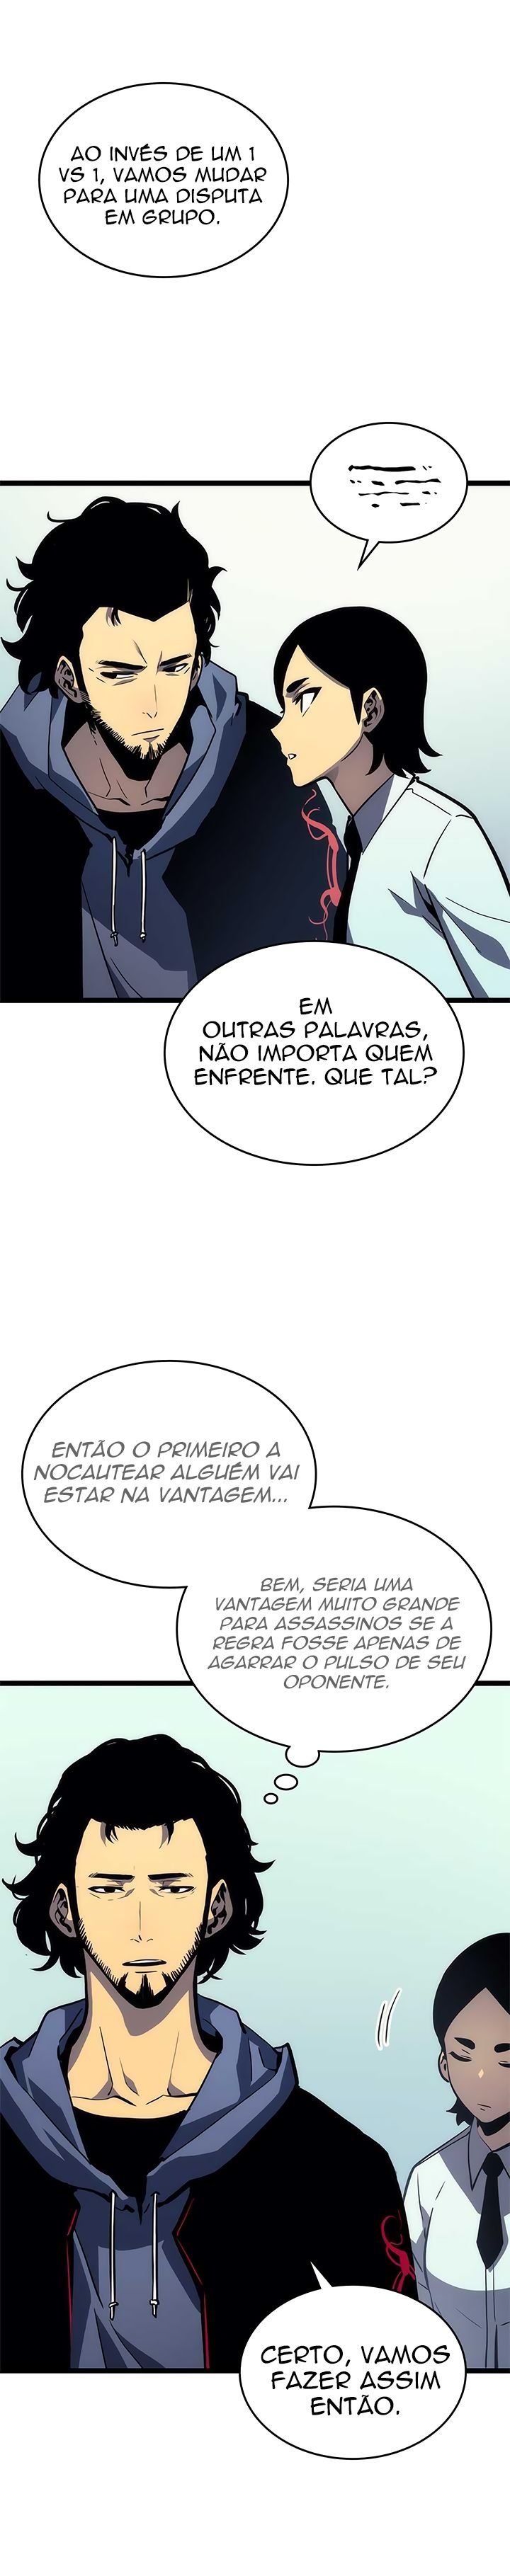 AO INVÉS DE UM 1
VS 1, VAMOS MUDAR
PARA UMA DISPUTA
EM GRUPO.
EM
OUTRAS PALAVRAS,
NÃO IMPORTA QUEM
ENFRENTE. QUE TAL?
ENTÃO O PRIMEIRO A
NOCAUTEAR ALGUÉM VAI
ESTAR NA VANTAGEM...
BEM, SERIA UMA
VANTAGEM MUITO GRANDE
PARA ASSASSINOS SE A
REGRA FOSSE APENAS DE
AGARRAR O PULSO DE SEU
OPONENTE.
CERTO, VAMOS
FAZER ASSIM
ENTÃO.